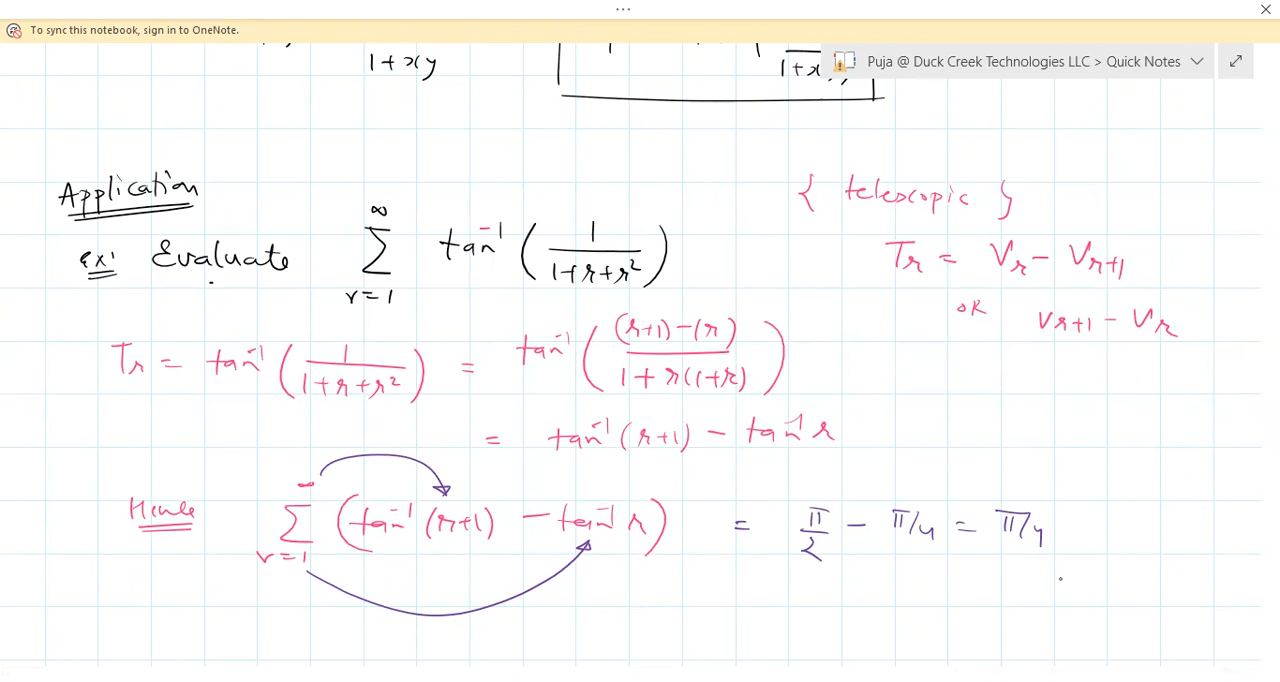 ...
To sync this notebook, sign in to OneNote.
1+xy
Puja @ Duck Creek Technologies LLC > Quick Notes
Application
{ telescopic }
ex: Evaluate ∞ ∑ r=1 tan⁻¹ ( 1 / 1+r+r² )
Tr = Vr − Vr+1
OR Vr+1 − Vr
Tr = tan⁻¹ ( 1 / 1+r+r² ) = tan⁻¹ ( (r+1)−(r) / 1+r(1+r) )
= tan⁻¹(r+1) − tan⁻¹ r
Hence ∞ ∑ r=1 (tan⁻¹(r+1) − tan⁻¹ r) = π/2 − π/4 = π/4